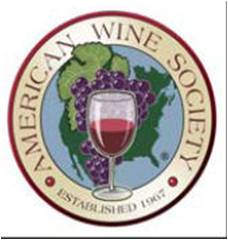 AMERICAN WINE SOCIETY
®
• ESTABLISHED 1967 •